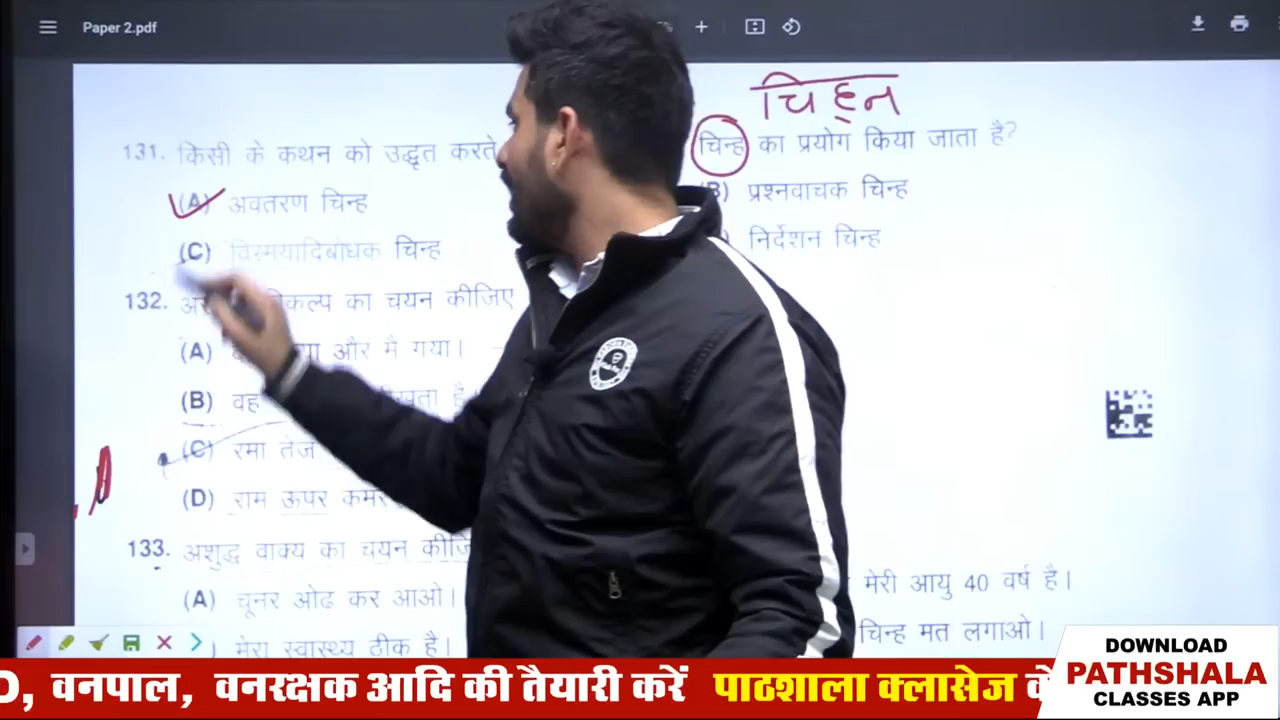 Paper 2.pdf
चिह्न
131. किसी के कथन को उद्धृत करते चिन्ह का प्रयोग किया जाता है?
(A) अवतरण चिन्ह
(B) प्रश्नवाचक चिन्ह
(C) विस्मयादिबोधक चिन्ह
निर्देशन चिन्ह
132. का चयन कीजिए
(A) और मैं गया।
(B) वह है
(C) रमा तेज
(D) राम ऊपर
133. अशुद्ध वाक्य का चयन
मेरी आयु 40 वर्ष है।
(A) चूनर ओढ कर आओ।
मेरा स्वास्थ्य ठीक है।
चिन्ह मत लगाओ।
वनपाल, वनरक्षक आदि की तैयारी करें पाठशाला क्लासेज
DOWNLOAD
PATHSHALA
CLASSES APP